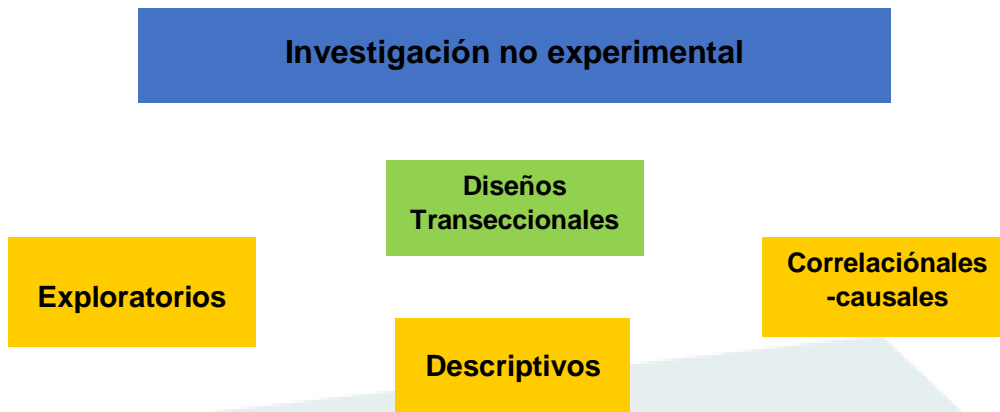 Investigación no experimental
Diseños
Transeccionales
Exploratorios
Correlaciónales
-causales
Descriptivos